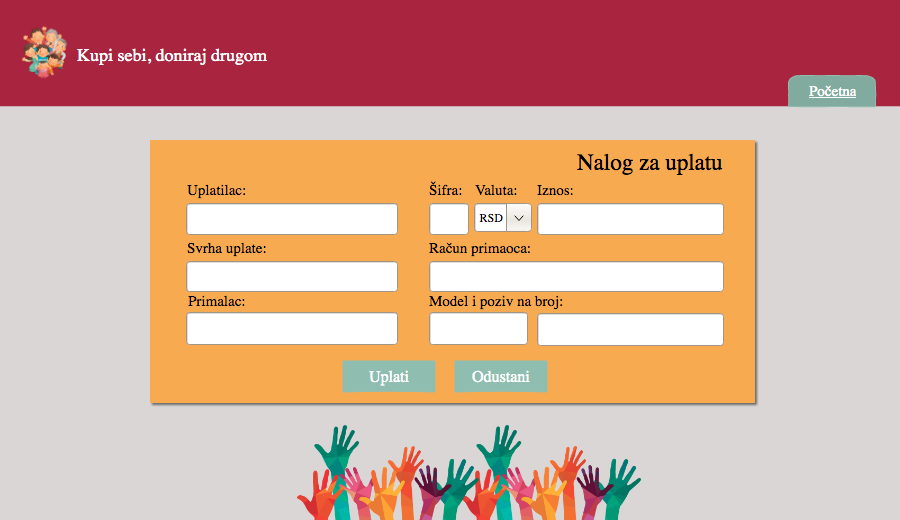 Kupi sebi, doniraj drugom
Početna
Nalog za uplatu
Uplatilac:
Šifra: Valuta: Iznos:
RSD
Svrha uplate:
Račun primaoca:
Primalac:
Model i poziv na broj:
Uplati
Odustani